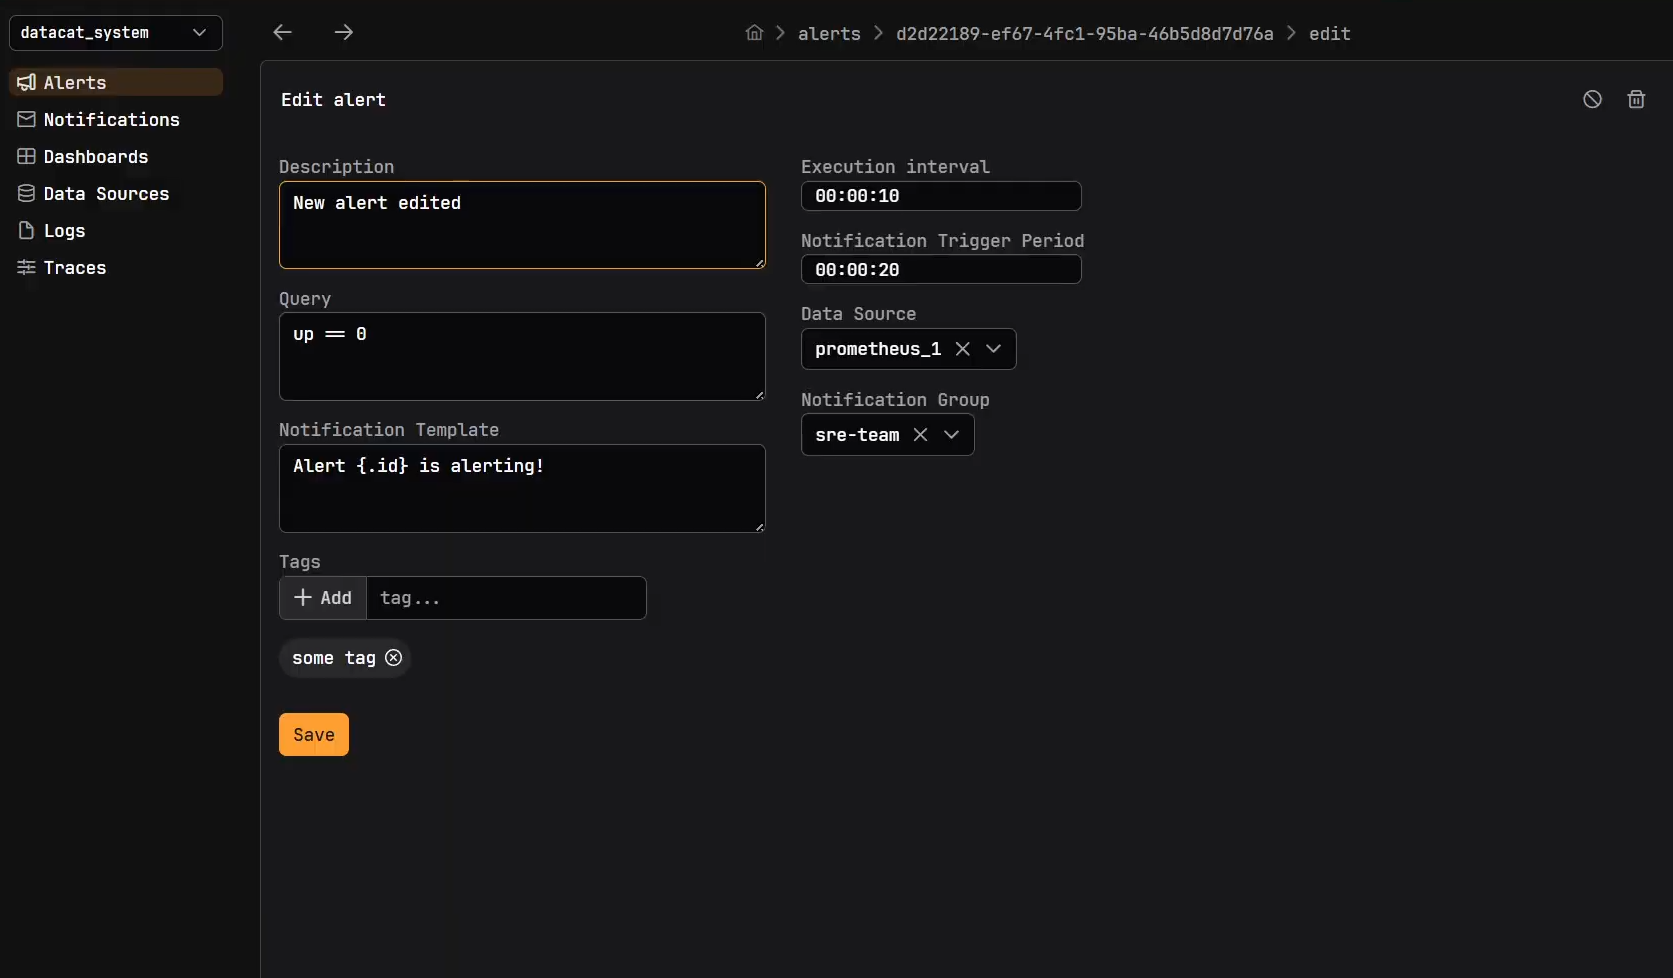 datacat_system
Alerts
Notifications
Dashboards
Data Sources
Logs
Traces
alerts > d2d22189-ef67-4fc1-95ba-46b5d8d7d76a > edit
Edit alert
Description
New alert edited
Query
up == 0
Notification Template
Alert {.id} is alerting!
Tags
+ Add tag...
some tag
Save
Execution interval
00:00:10
Notification Trigger Period
00:00:20
Data Source
prometheus_1
Notification Group
sre-team